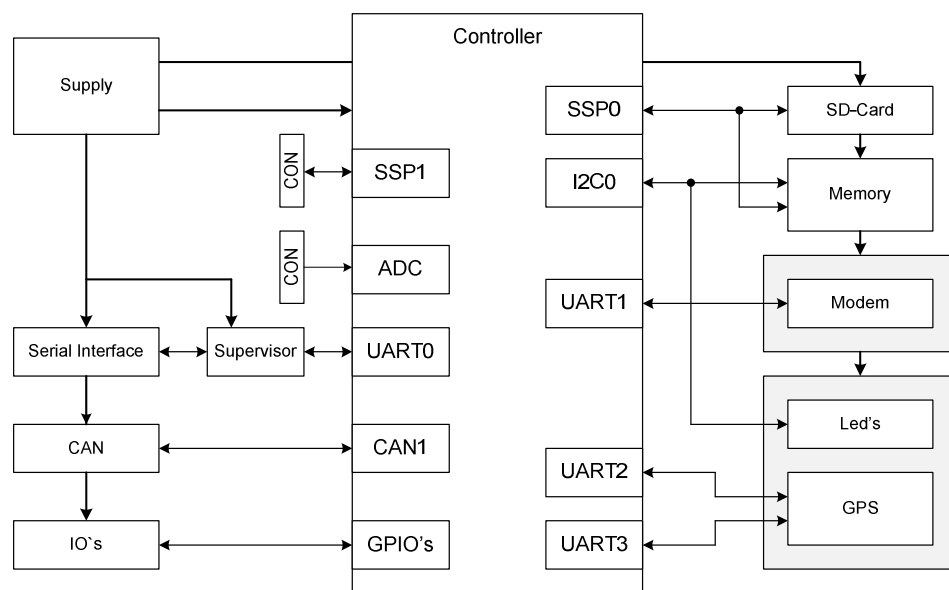 Controller
Supply
SSP0
SD-Card
CON
SSP1
I2C0
Memory
CON
ADC
UART1
Modem
Serial Interface
Supervisor
UART0
Led's
CAN
CAN1
UART2
GPS
IO`s
GPIO's
UART3